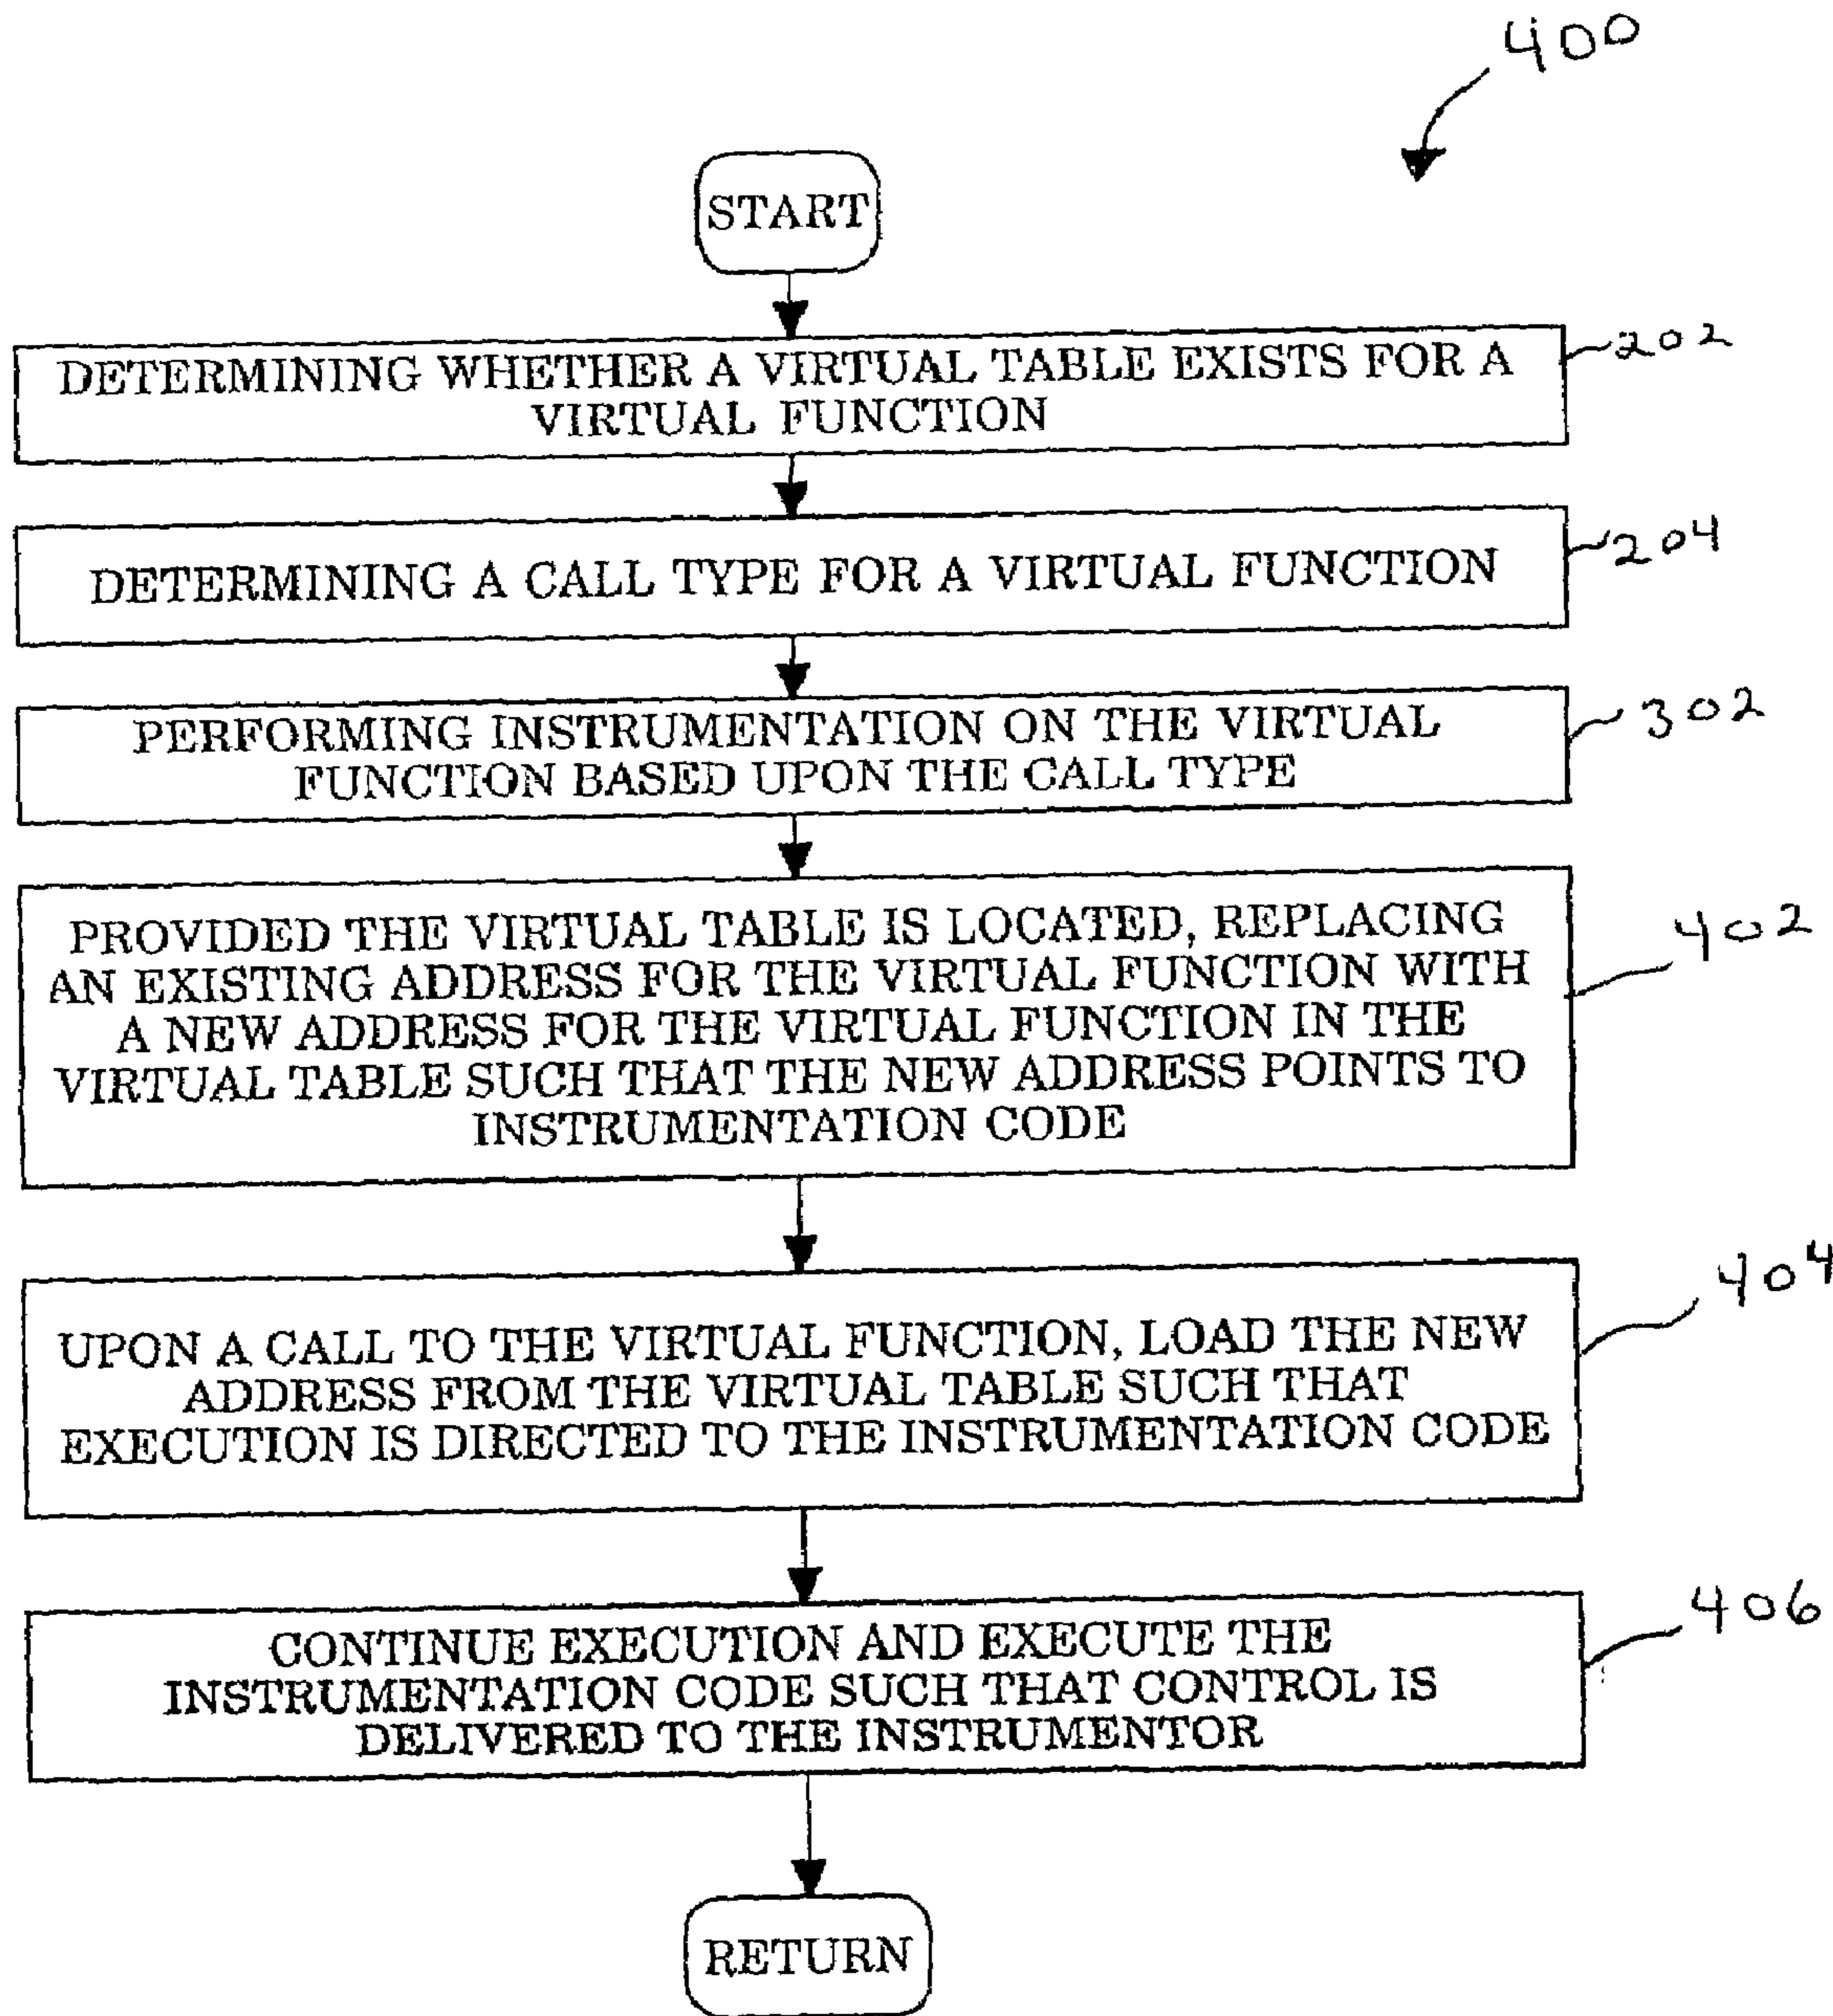 400
START
DETERMINING WHETHER A VIRTUAL TABLE EXISTS FOR A
VIRTUAL FUNCTION
202
DETERMINING A CALL TYPE FOR A VIRTUAL FUNCTION
204
PERFORMING INSTRUMENTATION ON THE VIRTUAL
FUNCTION BASED UPON THE CALL TYPE
302
PROVIDED THE VIRTUAL TABLE IS LOCATED, REPLACING
AN EXISTING ADDRESS FOR THE VIRTUAL FUNCTION WITH
A NEW ADDRESS FOR THE VIRTUAL FUNCTION IN THE
VIRTUAL TABLE SUCH THAT THE NEW ADDRESS POINTS TO
INSTRUMENTATION CODE
402
UPON A CALL TO THE VIRTUAL FUNCTION, LOAD THE NEW
ADDRESS FROM THE VIRTUAL TABLE SUCH THAT
EXECUTION IS DIRECTED TO THE INSTRUMENTATION CODE
404
CONTINUE EXECUTION AND EXECUTE THE
INSTRUMENTATION CODE SUCH THAT CONTROL IS
DELIVERED TO THE INSTRUMENTOR
406
RETURN